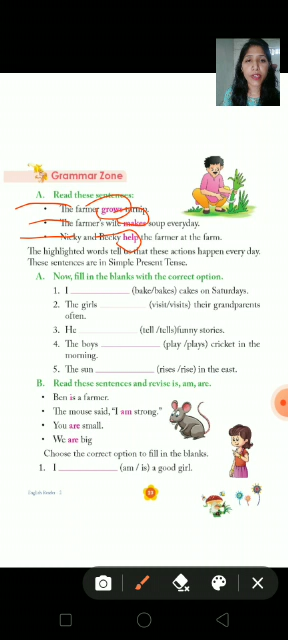 Grammar Zone
A. Read these sentences:
• The farmer grows turnip.
• The farmer's wife makes soup everyday.
• Nicky and Becky help the farmer at the farm.
The highlighted words tell us that these actions happen every day.
These sentences are in Simple Present Tense.
A. Now, fill in the blanks with the correct option.
1. I ____________ (bake/bakes) cakes on Saturdays.
2. The girls ____________ (visit/visits) their grandparents
often.
3. He ____________ (tell /tells)funny stories.
4. The boys ____________ (play /plays) cricket in the
morning.
5. The sun ____________ (rises /rise) in the east.
B. Read these sentences and revise is, am, are.
• Ben is a farmer.
• The mouse said, "I am strong."
• You are small.
• We are big
Choose the correct option to fill in the blanks.
1. I ____________ (am / is) a good girl.